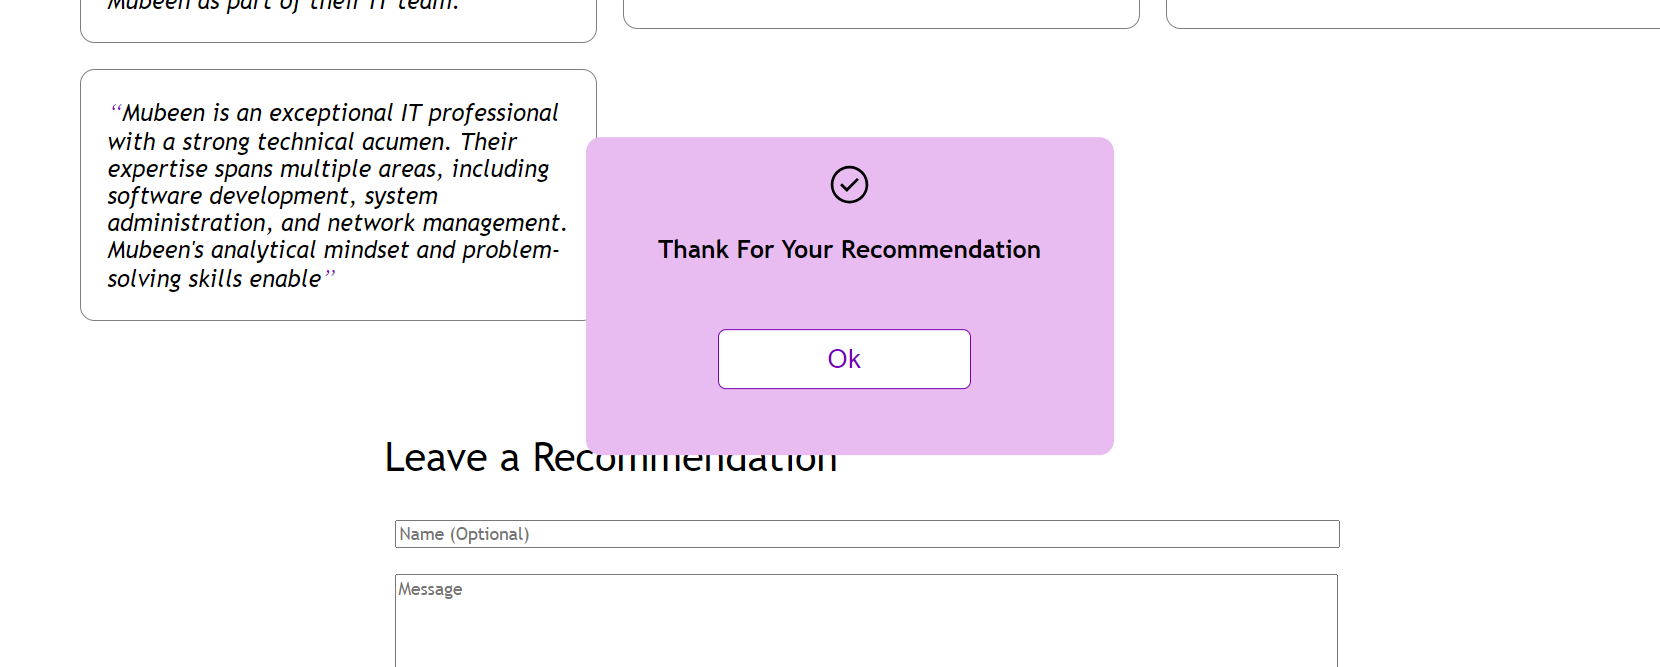 Mubeen as part of their IT team.
“Mubeen is an exceptional IT professional
with a strong technical acumen. Their
expertise spans multiple areas, including
software development, system
administration, and network management.
Mubeen's analytical mindset and problem-
solving skills enable”
Thank For Your Recommendation
Ok
Leave a Recommendation
Name (Optional)
Message